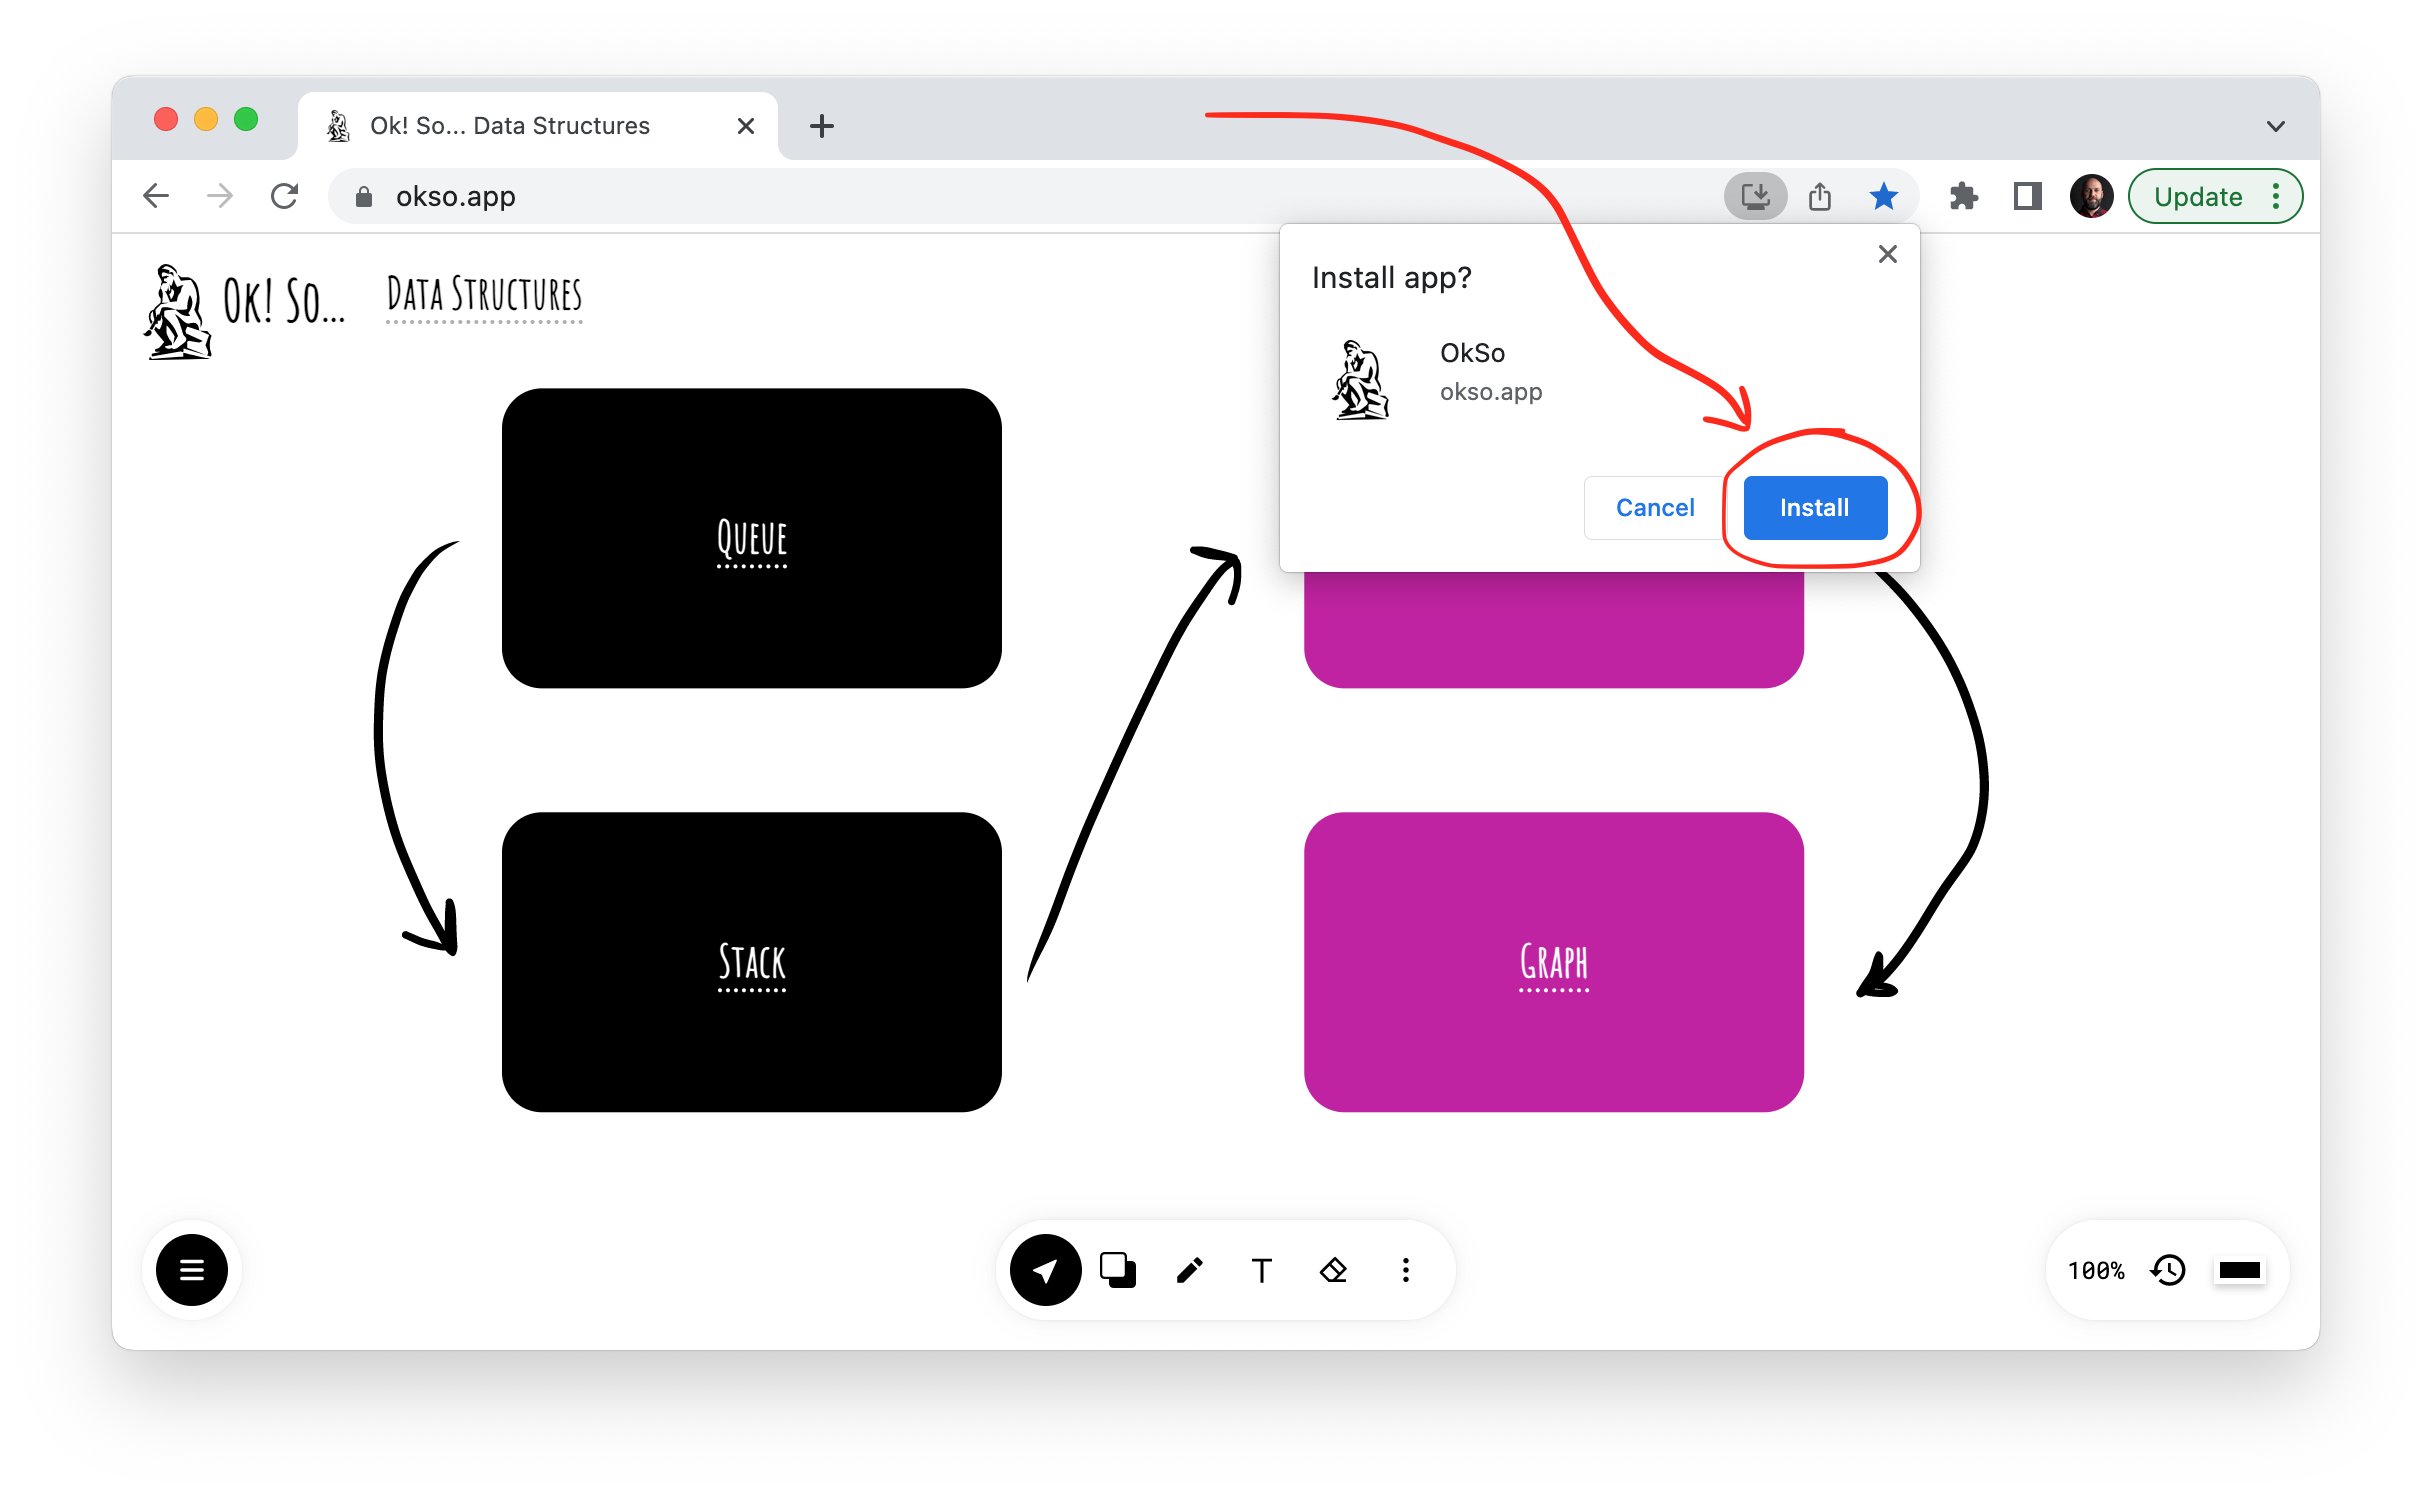 Ok! So... Data Structures
okso.app
Update
Ok! So...
Data Structures
Install app?
OkSo
okso.app
Cancel
Install
Queue
Stack
Graph
T
100%